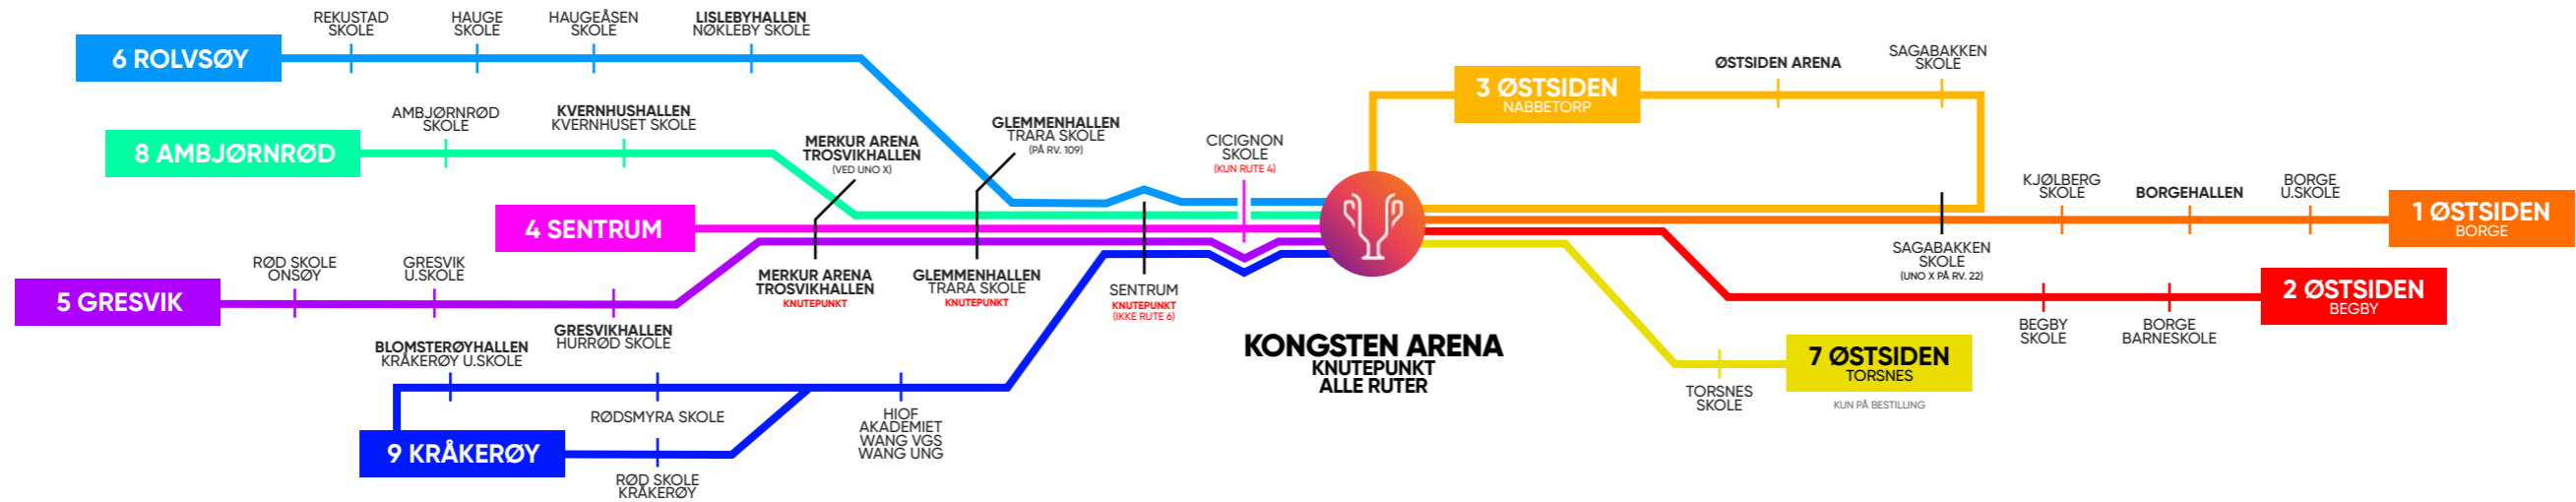 REKUSTAD
SKOLE
HAUGE
SKOLE
HAUGEÅSEN
SKOLE
LISLEBYHALLEN
NØKLEBY SKOLE
6 ROLVSØY
AMBJØRNRØD
SKOLE
KVERNHUSHALLEN
KVERNHUSET SKOLE
8 AMBJØRNRØD
MERKUR ARENA
TROSVIKHALLEN
(VED UNO X)
GLEMMENHALLEN
TRARA SKOLE
(PÅ RV. 109)
CICIGNON
SKOLE
(KUN RUTE 4)
4 SENTRUM
RØD SKOLE
ONSØY
GRESVIK
U.SKOLE
5 GRESVIK
GRESVIKHALLEN
HURRØD SKOLE
MERKUR ARENA
TROSVIKHALLEN
KNUTEPUNKT
GLEMMENHALLEN
TRARA SKOLE
KNUTEPUNKT
SENTRUM
KNUTEPUNKT
(IKKE RUTE 6)
BLOMSTERØYHALLEN
KRÅKERØY U.SKOLE
RØDSMYRA SKOLE
9 KRÅKERØY
RØD SKOLE
KRÅKERØY
HIOF
AKADEMIET
WANG VGS
WANG UNG
KONGSTEN ARENA
KNUTEPUNKT
ALLE RUTER
3 ØSTSIDEN
NABBETORP
ØSTSIDEN ARENA
SAGABAKKEN
SKOLE
KJØLBERG
SKOLE
BORGEHALLEN
BORGE
U.SKOLE
1 ØSTSIDEN
BORGE
SAGABAKKEN
SKOLE
(UNO X PÅ RV. 22)
2 ØSTSIDEN
BEGBY
BEGBY
SKOLE
BORGE
BARNESKOLE
7 ØSTSIDEN
TORSNES
KUN PÅ BESTILLING
TORSNES
SKOLE